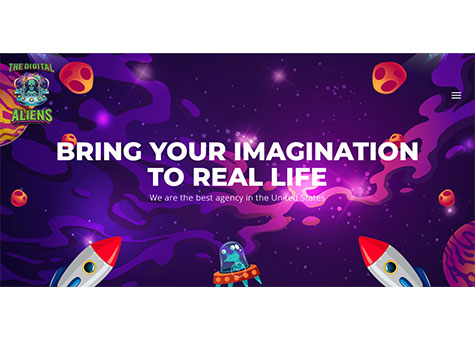 THE DIGITAL
ALIENS
BRING YOUR IMAGINATION
TO REAL LIFE
We are the best agency in the United States